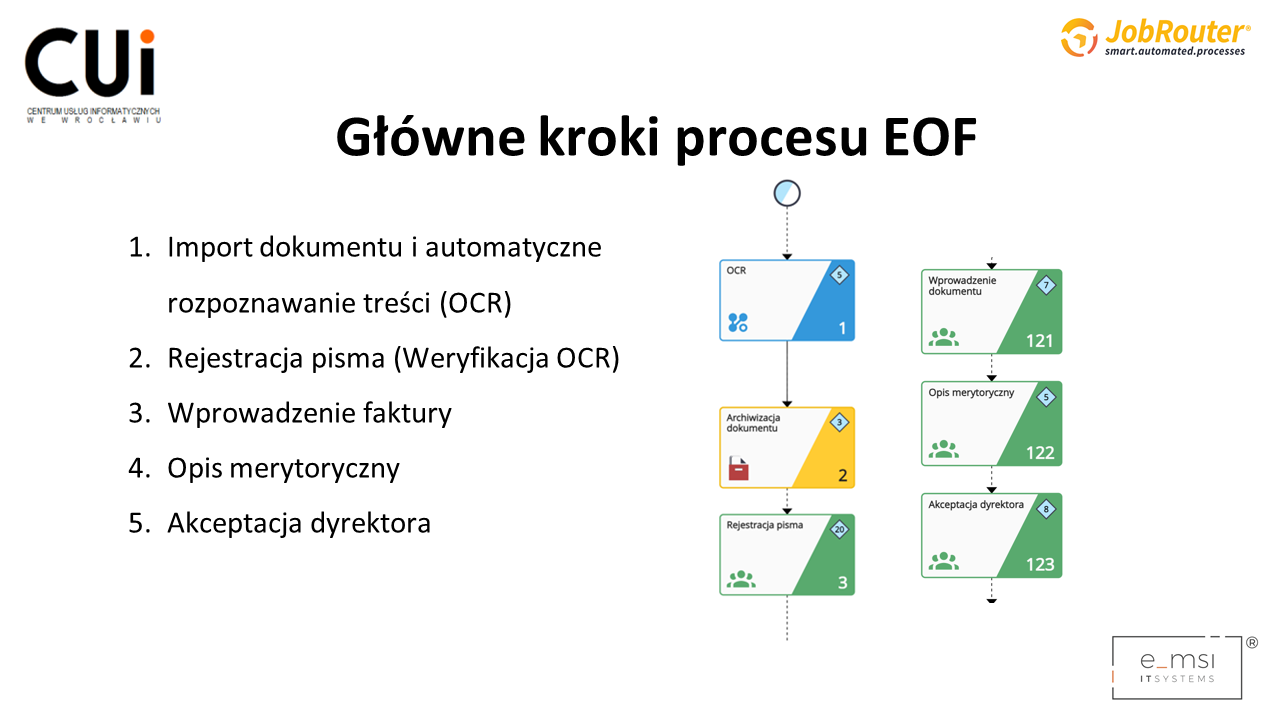 CUi
CENTRUM USŁUG INFORMATYCZNYCH
WE WROCŁAWIU
JobRouter®
smart.automated.processes
Główne kroki procesu EOF
1. Import dokumentu i automatyczne
rozpoznawanie treści (OCR)
2. Rejestracja pisma (Weryfikacja OCR)
3. Wprowadzenie faktury
4. Opis merytoryczny
5. Akceptacja dyrektora
OCR
5
1
Archiwizacja
dokumentu
3
2
Rejestracja pisma
20
3
Wprowadzenie
dokumentu
7
121
Opis merytoryczny
5
122
Akceptacja dyrektora
8
123
e_msi
ITSYSTEMS
®